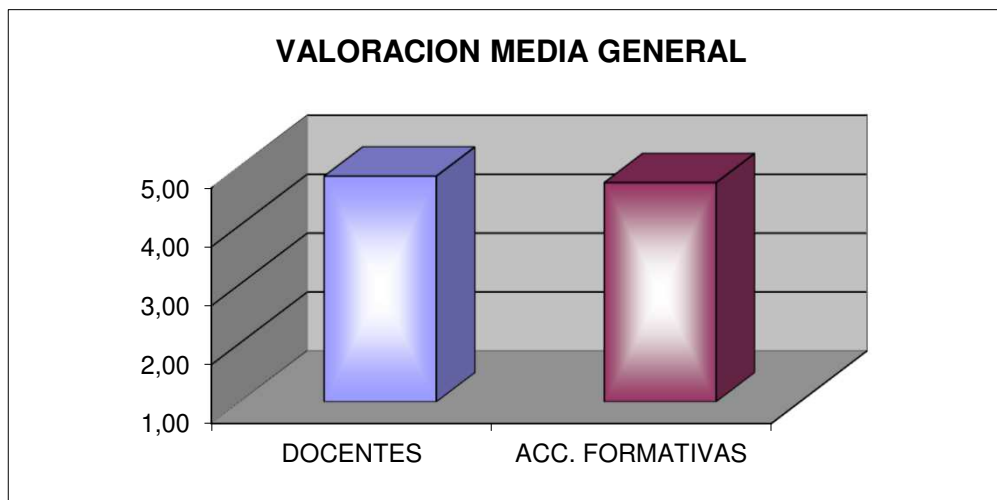 VALORACION MEDIA GENERAL
5,00
4,00
3,00
2,00
1,00
DOCENTES
ACC. FORMATIVAS